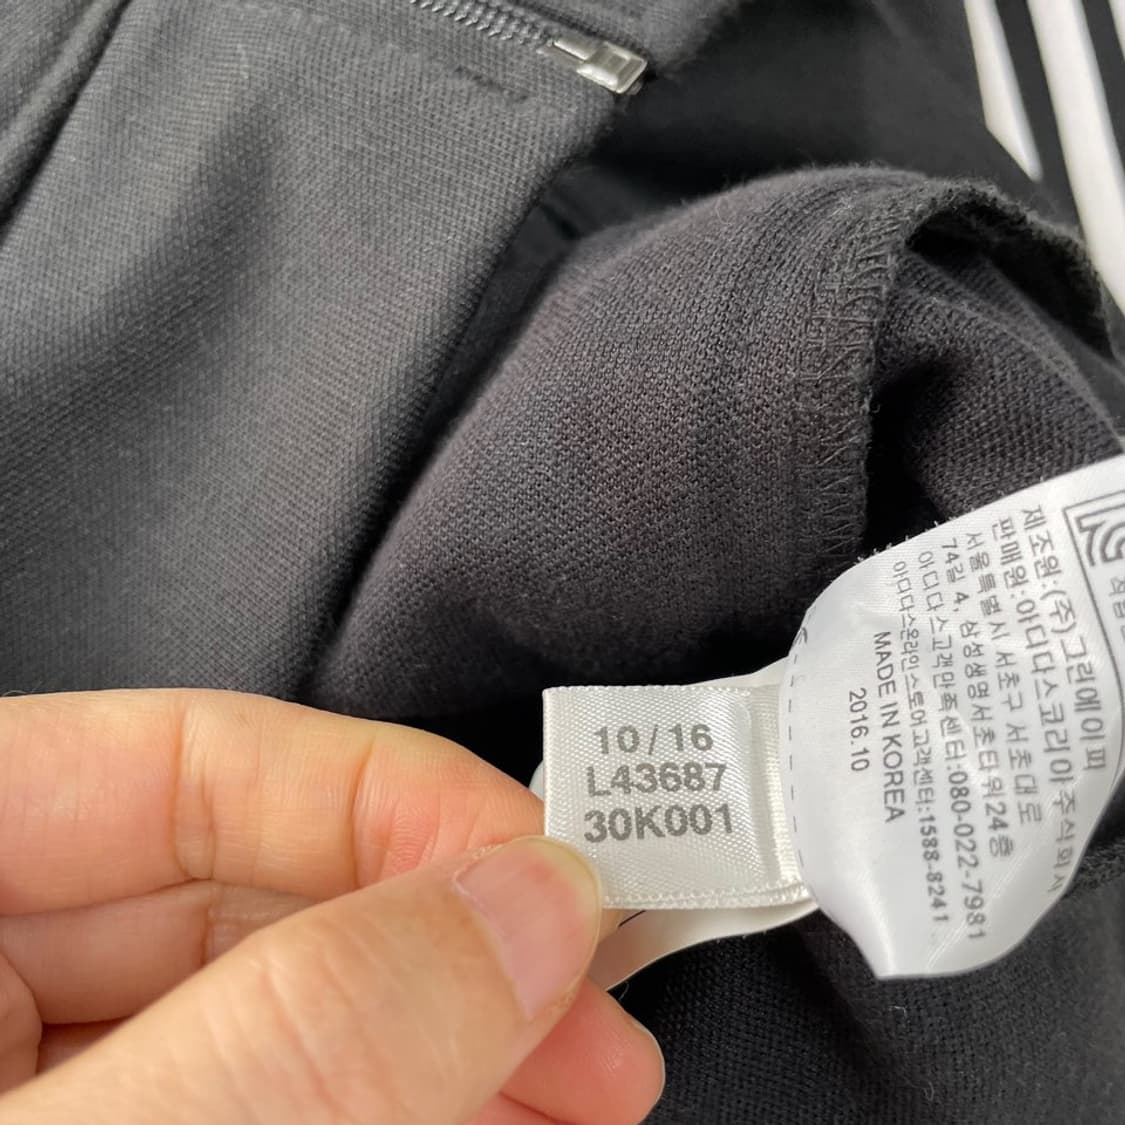 10/16
L43687
30K001
제조원:(주)그린에이피
판매원:아디다스코리아 주식회사
서울특별시 서초구 서초대로
74길 4, 삼성생명서초타워24층
아디다스고객만족센터:080-022-7981
아디다스온라인스토어고객센터:1588-8241
MADE IN KOREA
2016.10